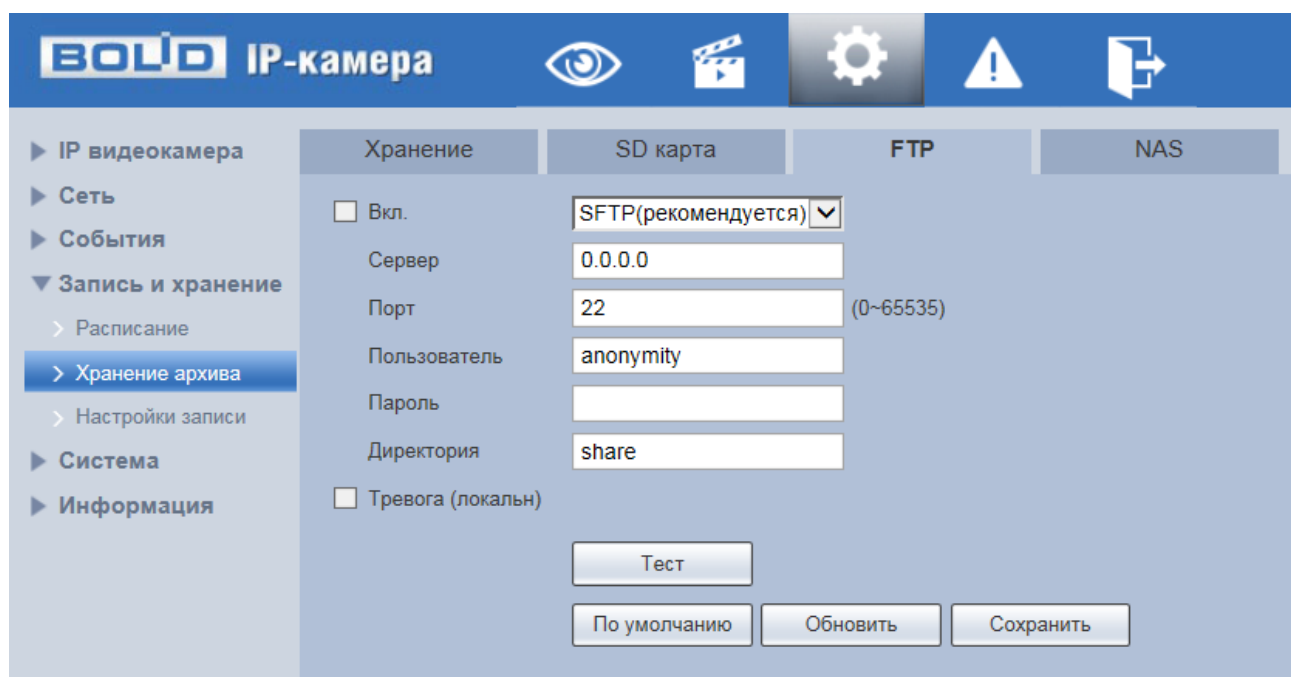 BOLID IP-камера
IP видеокамера
Сеть
События
Запись и хранение
Расписание
Хранение архива
Настройки записи
Система
Информация
Хранение SD карта FTP NAS
Вкл. SFTP(рекомендуется)
Сервер 0.0.0.0
Порт 22 (0~65535)
Пользователь anonymity
Пароль
Директория share
Тревога (локальн)
Тест
По умолчанию Обновить Сохранить